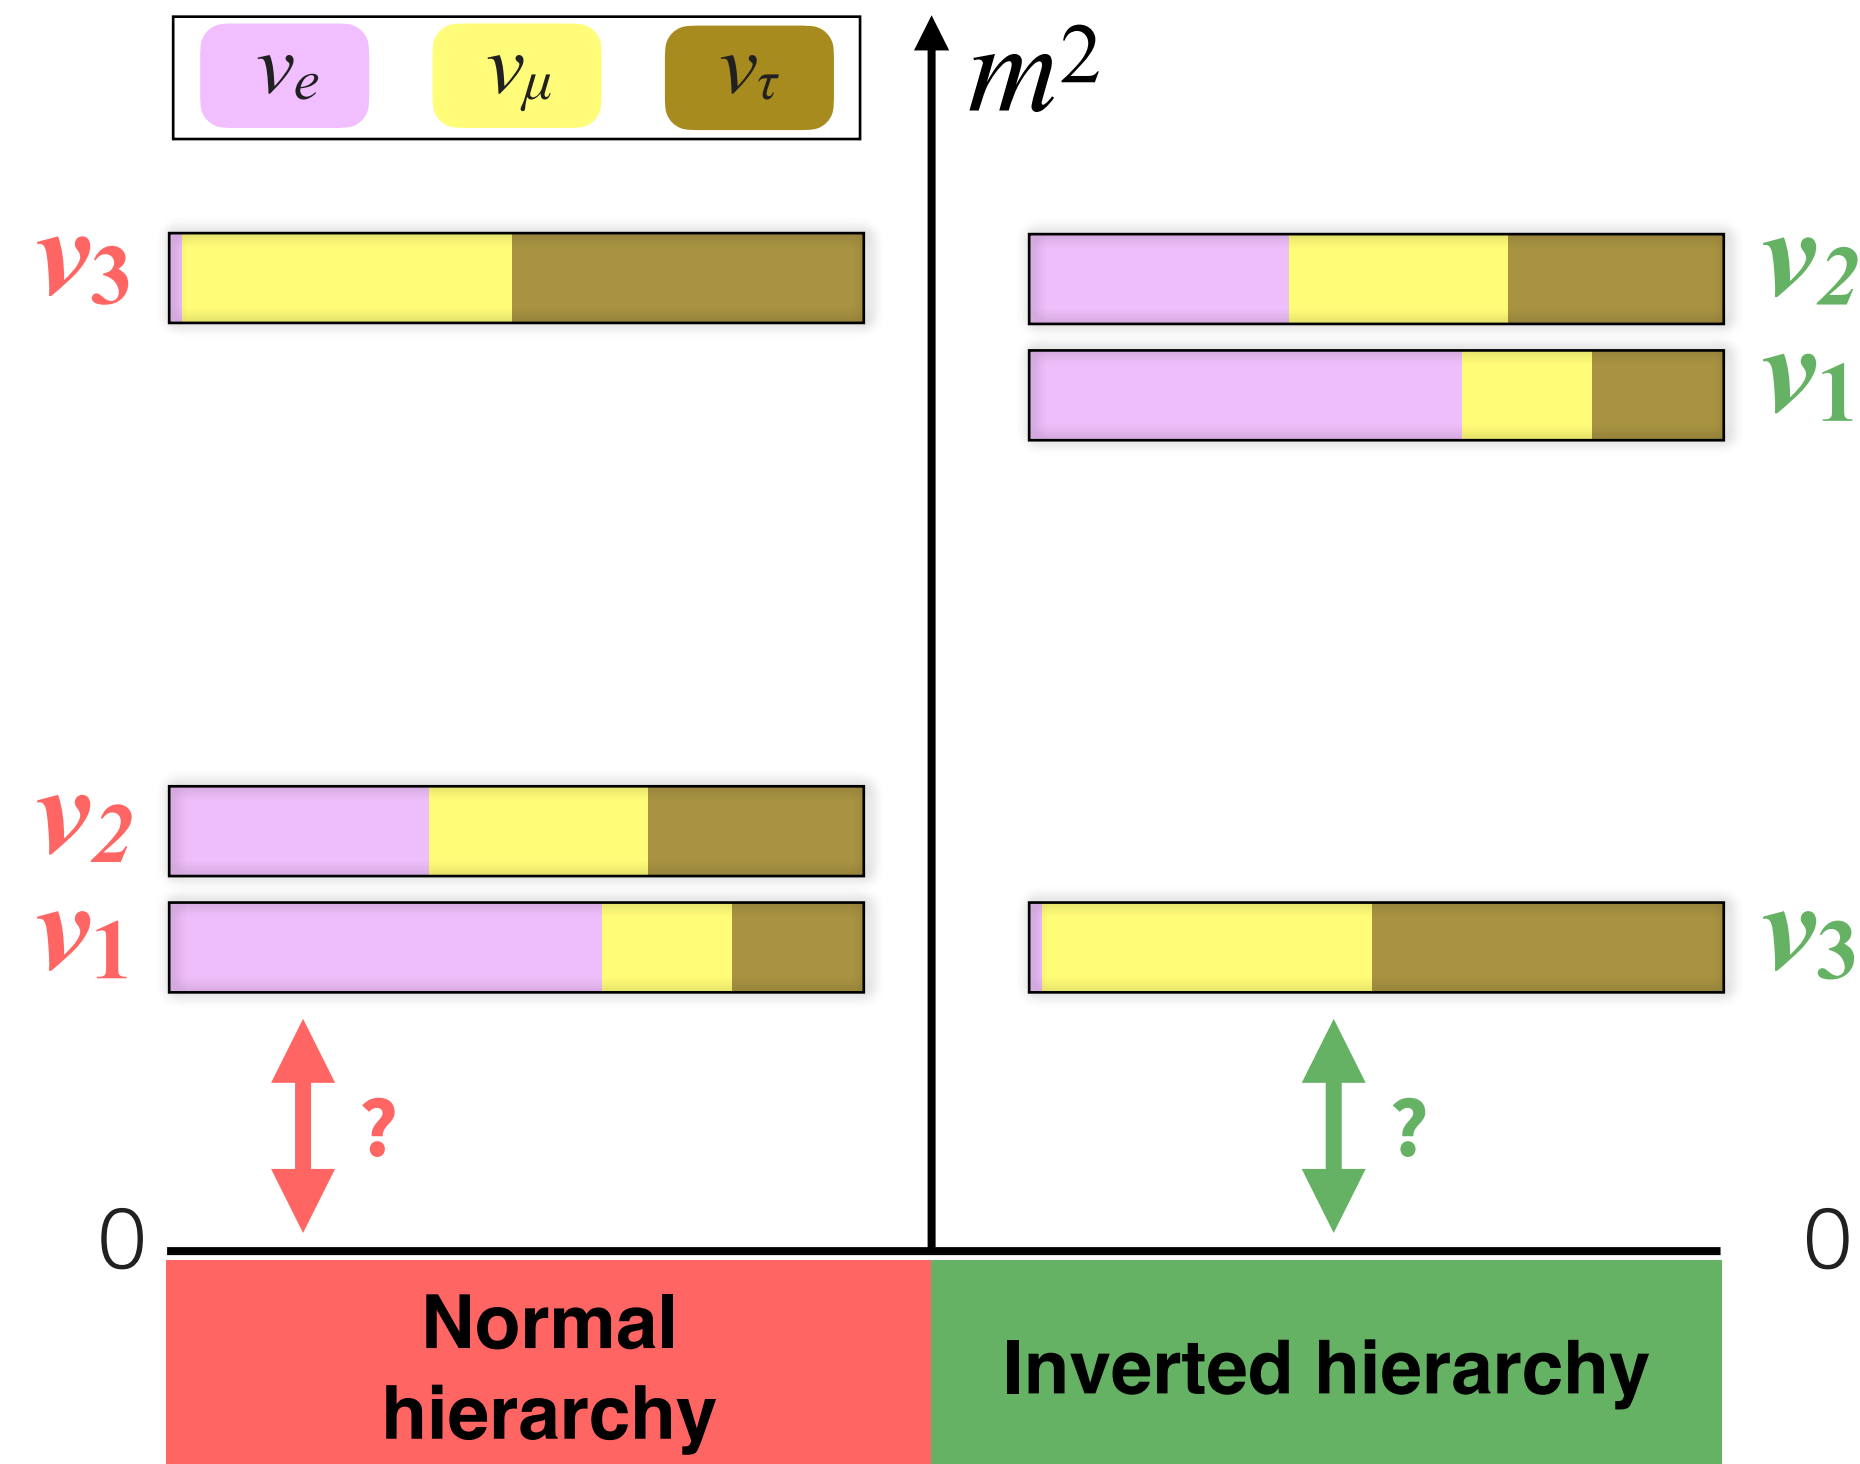 νe νμ ντ
m²
ν3
ν2
ν2
ν1
ν1
ν3
?
?
0
0
Normal
hierarchy
Inverted hierarchy